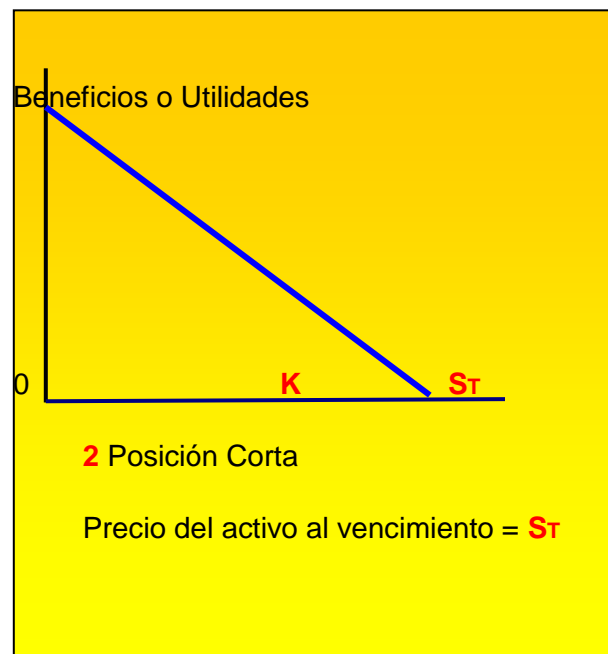 Beneficios o Utilidades
0 K ST
2 Posición Corta
Precio del activo al vencimiento = ST